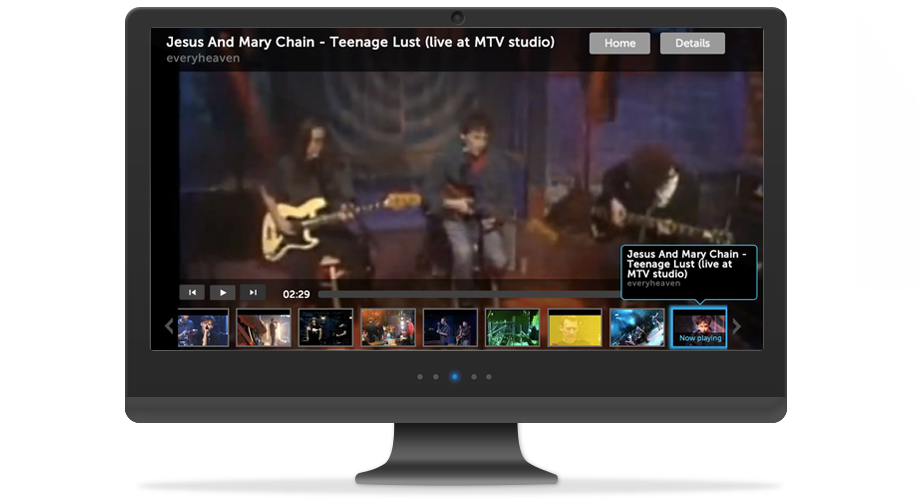 Jesus And Mary Chain - Teenage Lust (live at MTV studio)
everyheaven
Home
Details
Jesus And Mary Chain -
Teenage Lust (live at
MTV studio)
everyheaven
02:29
Now playing